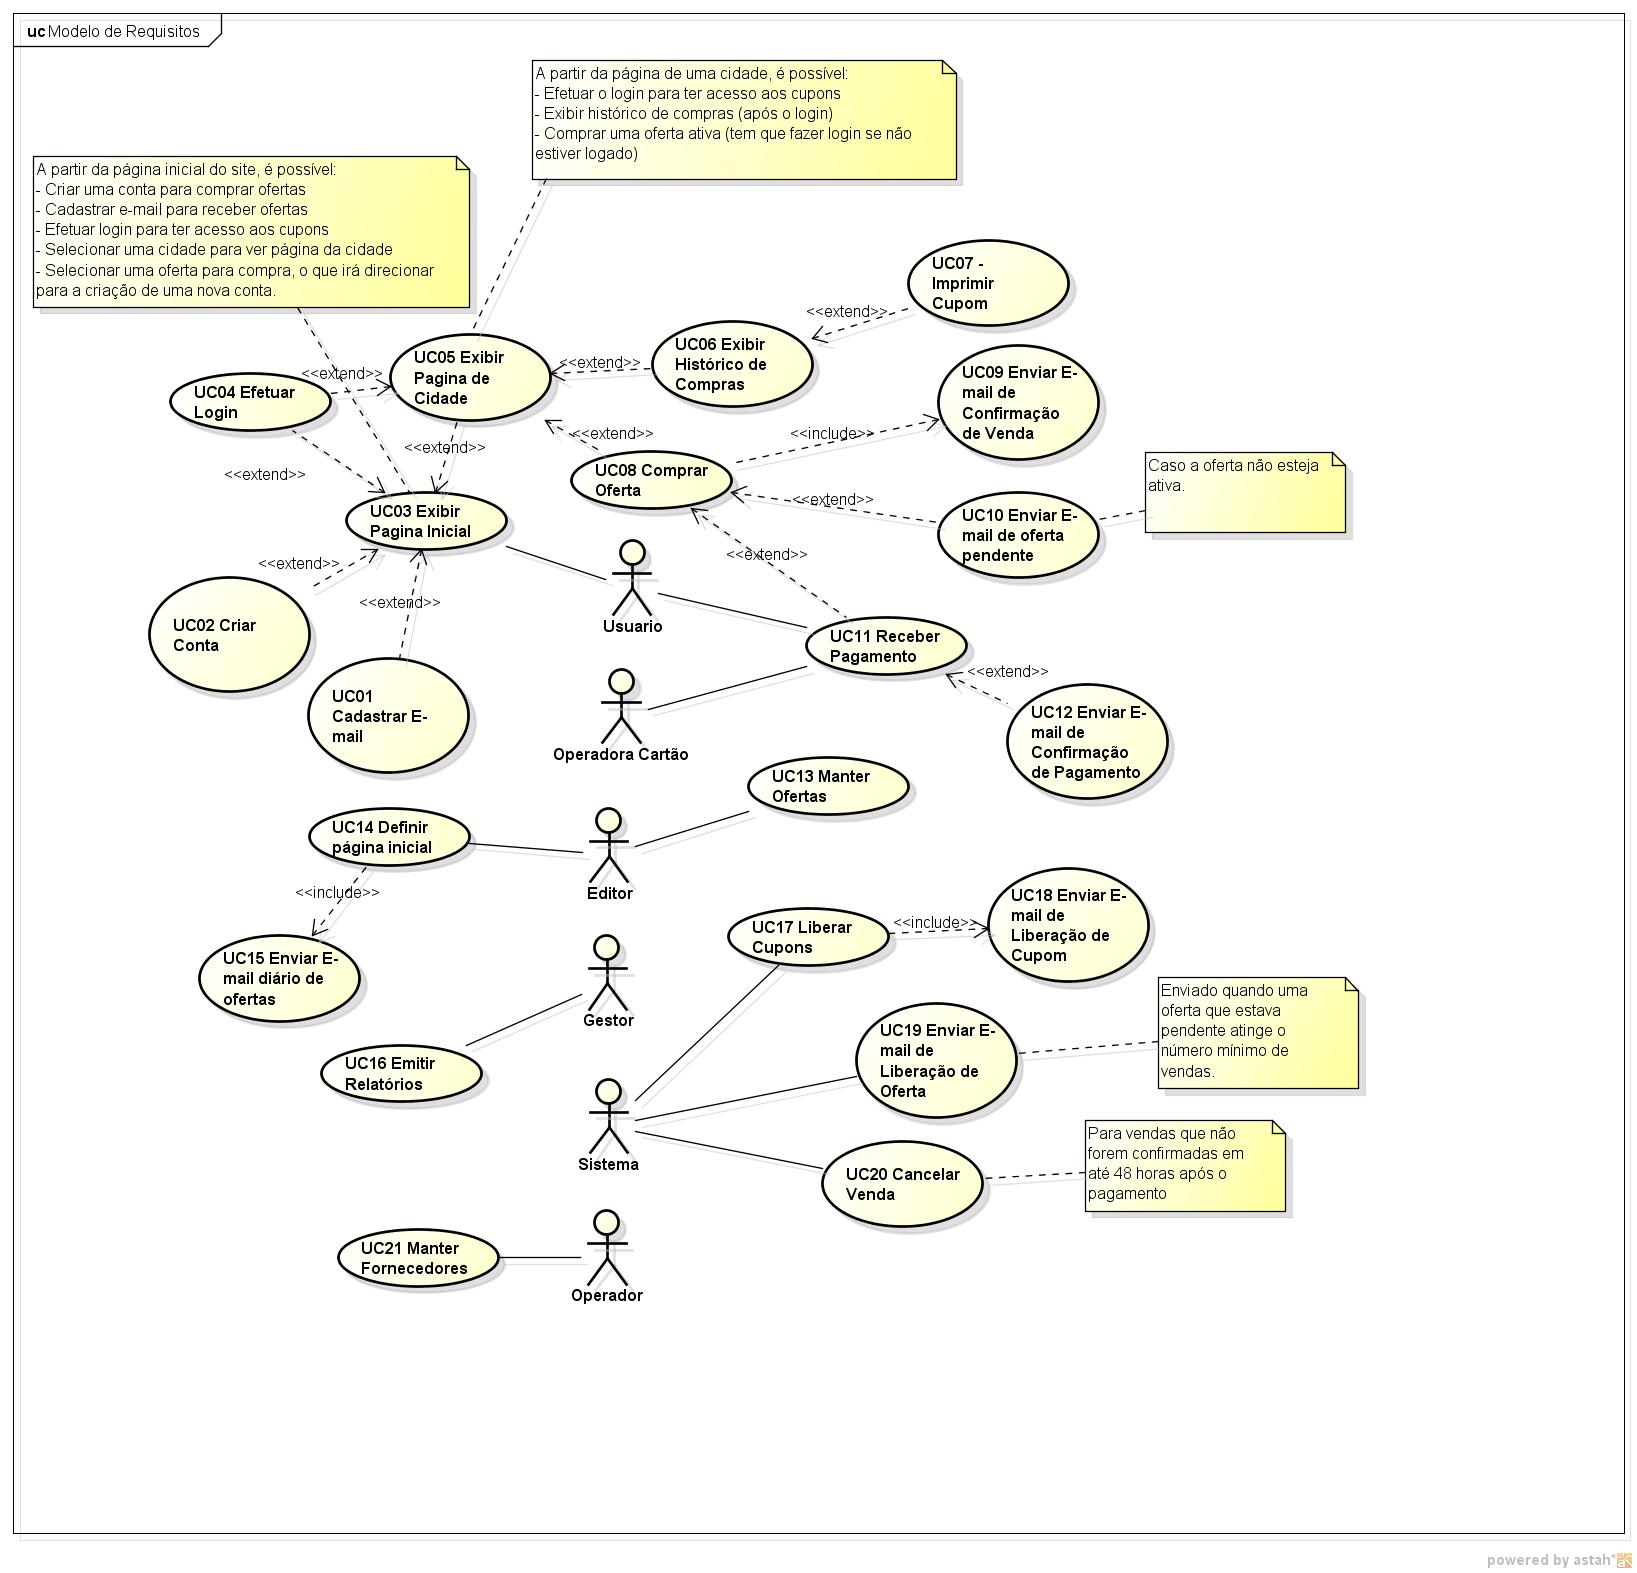 uc Modelo de Requisitos
A partir da página de uma cidade, é possível:
- Efetuar o login para ter acesso aos cupons
- Exibir histórico de compras (após o login)
- Comprar uma oferta ativa (tem que fazer login se não
estiver logado)
A partir da página inicial do site, é possível:
- Criar uma conta para comprar ofertas
- Cadastrar e-mail para receber ofertas
- Efetuar login para ter acesso aos cupons
- Selecionar uma cidade para ver página da cidade
- Selecionar uma oferta para compra, o que irá direcionar
para a criação de uma nova conta.
UC07 -
Imprimir
Cupom
<<extend>>
UC05 Exibir
Pagina de
Cidade
UC06 Exibir
Histórico de
Compras
<<extend>>
<<extend>>
UC04 Efetuar
Login
UC09 Enviar E-
mail de
Confirmação
de Venda
<<extend>>
<<extend>>
<<include>>
<<extend>>
UC08 Comprar
Oferta
Caso a oferta não esteja
ativa.
<<extend>>
UC03 Exibir
Pagina Inicial
UC10 Enviar E-
mail de oferta
pendente
<<extend>>
<<extend>>
<<extend>>
Usuario
UC02 Criar
Conta
UC11 Receber
Pagamento
<<extend>>
UC01
Cadastrar E-
mail
UC12 Enviar E-
mail de
Confirmação
de Pagamento
Operadora Cartão
UC13 Manter
Ofertas
UC14 Definir
página inicial
Editor
<<include>>
UC15 Enviar E-
mail diário de
ofertas
UC17 Liberar
Cupons
<<include>>
UC18 Enviar E-
mail de
Liberação de
Cupom
Gestor
UC16 Emitir
Relatórios
UC19 Enviar E-
mail de
Liberação de
Oferta
Enviado quando uma
oferta que estava
pendente atinge o
número mínimo de
vendas.
Sistema
UC20 Cancelar
Venda
Para vendas que não
forem confirmadas em
até 48 horas após o
pagamento
UC21 Manter
Fornecedores
Operador
powered by astah*